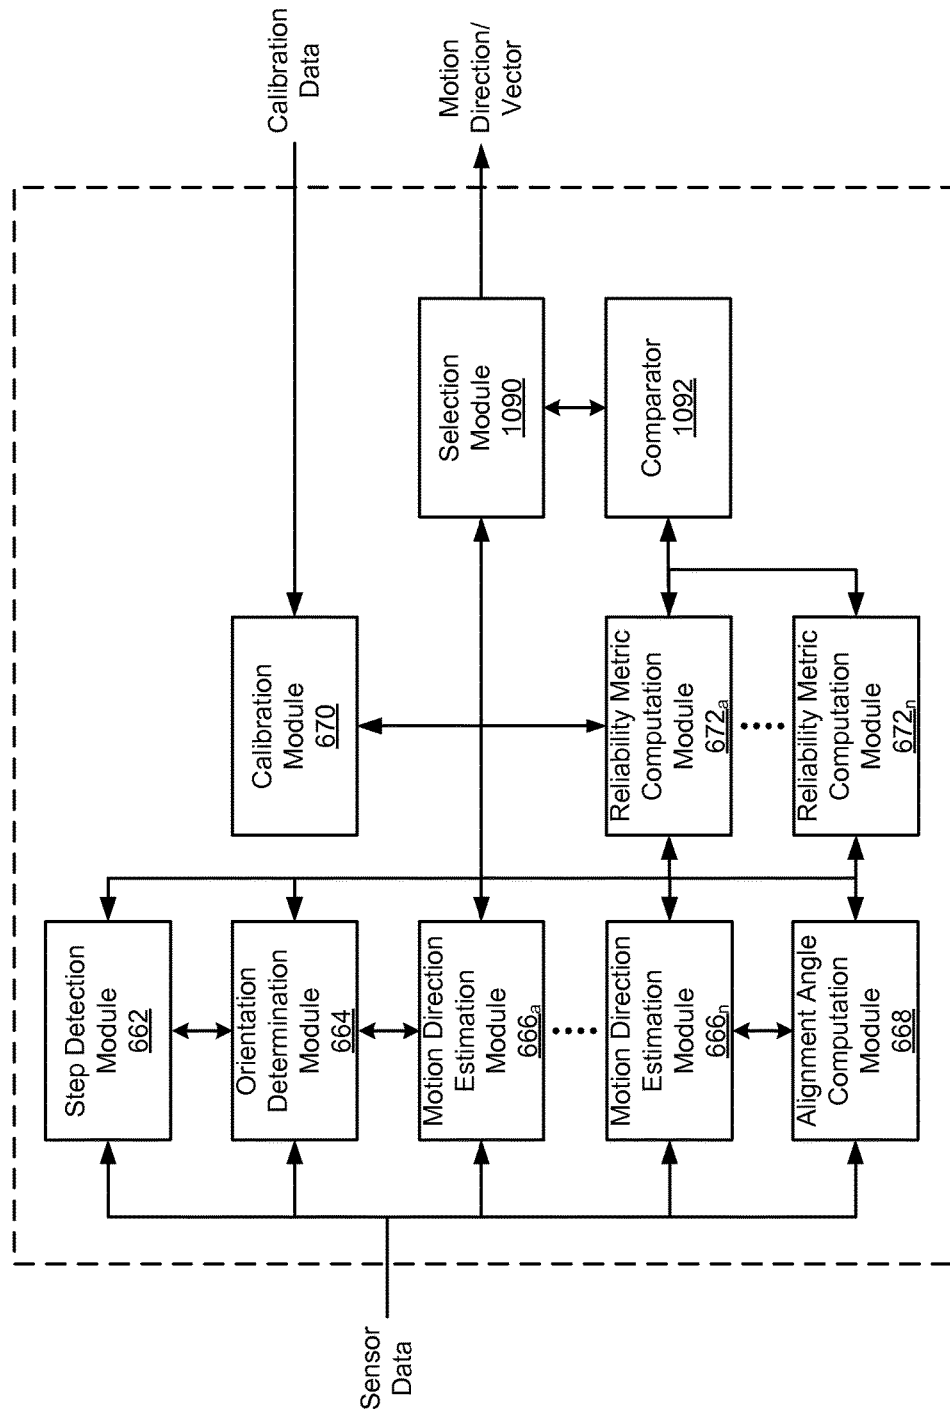 Sensor
Data
Step Detection
Module
662
Orientation
Determination
Module
664
Motion Direction
Estimation
Module
666a
Motion Direction
Estimation
Module
666n
Alignment Angle
Computation
Module
668
Calibration
Module
670
Reliability Metric
Computation
Module
672a
Reliability Metric
Computation
Module
672n
Selection
Module
1090
Comparator
1092
Calibration
Data
Motion
Direction/
Vector